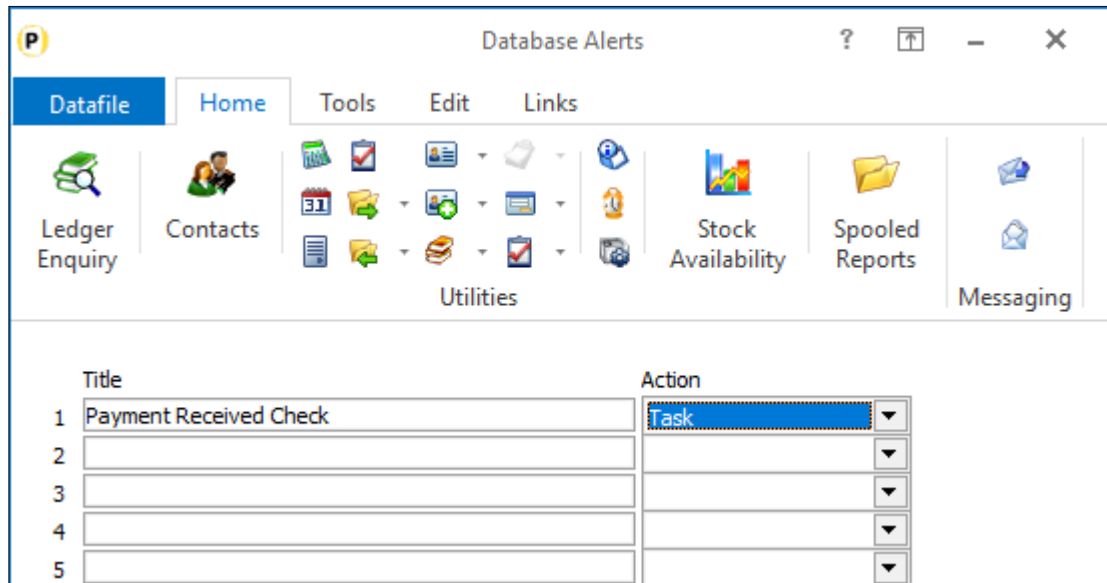 P Database Alerts ?
Datafile Home Tools Edit Links
31
Ledger Enquiry
Contacts
Utilities
Stock Availability
Spooled Reports
Messaging
Title Action
1 Payment Received Check Task
2
3
4
5